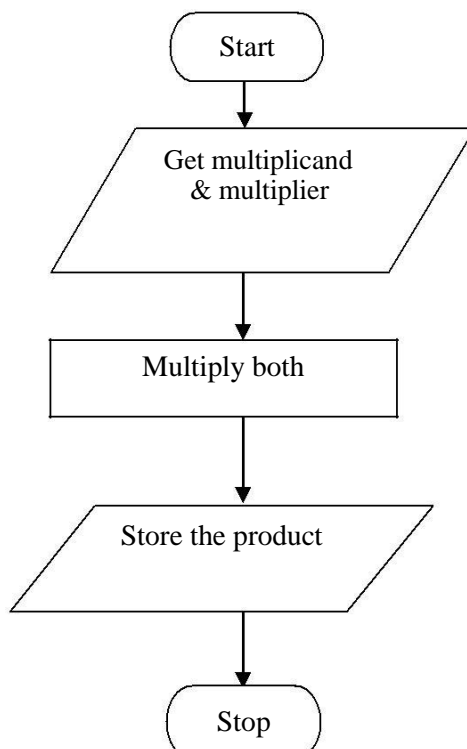 Start
Get multiplicand
& multiplier
Multiply both
Store the product
Stop